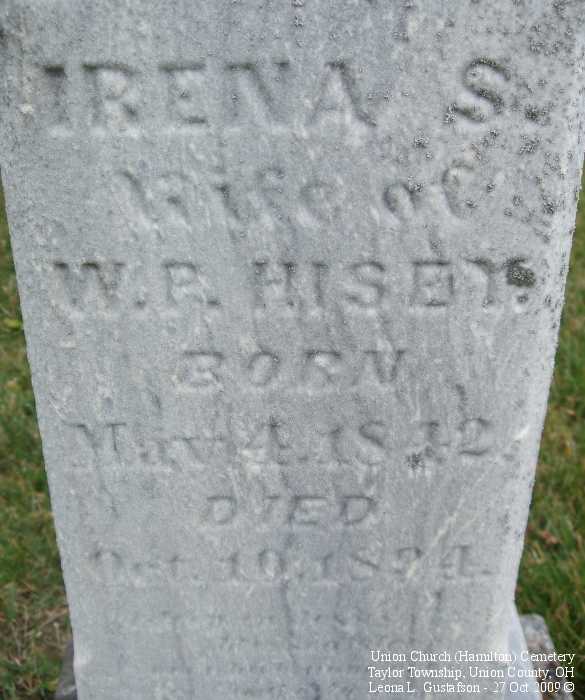 IRENA S.
Wife of
W. P. HISEY.
BORN
May 4, 1842.
DIED
Oct. 10, 1894.
Union Church (Hamilton) Cemetery
Taylor Township, Union County, OH
Leona L. Gustafson - 27 Oct 2009 ©